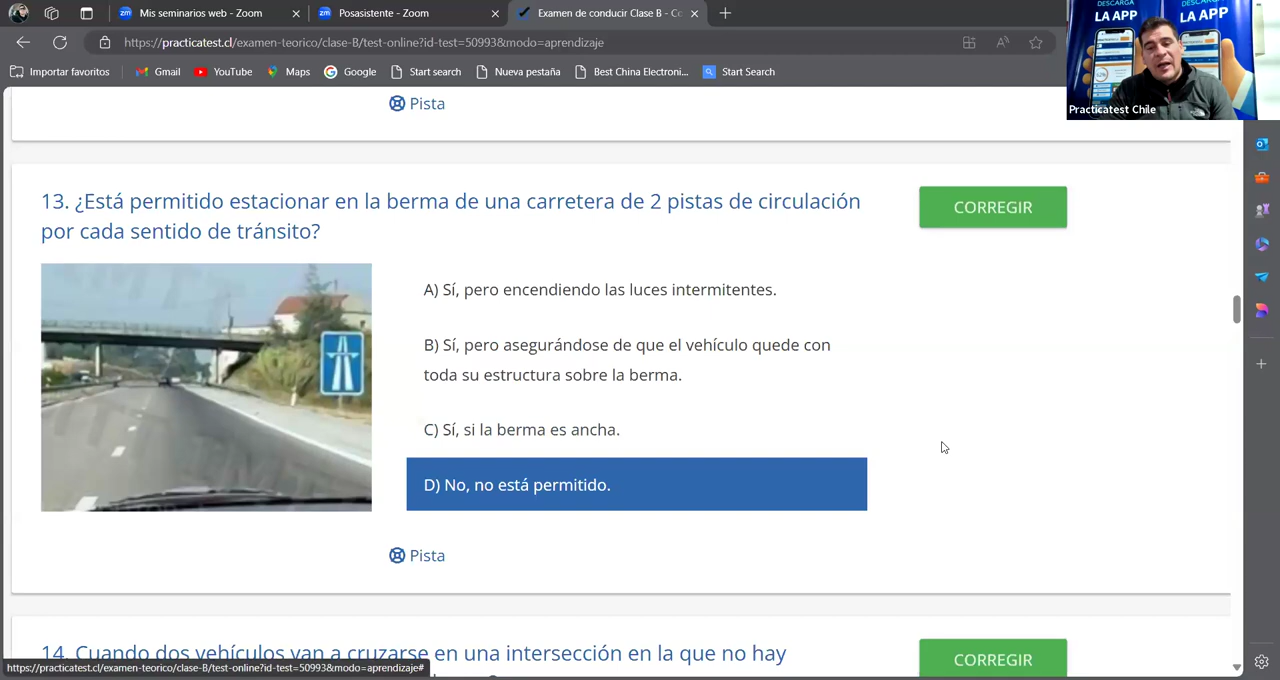 Mis seminarios web - Zoom
Posasistente - Zoom
Examen de conducir Clase B - Co
https://practicatest.cl/examen-teorico/clase-B/test-online?id-test=50993&modo=aprendizaje
Importar favoritos
Gmail
YouTube
Maps
Google
Start search
Nueva pestaña
Best China Electroni...
Start Search
DESCARGA
LA APP
DESCARGA
LA APP
Practicatest Chile
Pista
13. ¿Está permitido estacionar en la berma de una carretera de 2 pistas de circulación
por cada sentido de tránsito?
CORREGIR
A) Sí, pero encendiendo las luces intermitentes.
B) Sí, pero asegurándose de que el vehículo quede con
toda su estructura sobre la berma.
C) Sí, si la berma es ancha.
D) No, no está permitido.
Pista
14. Cuando dos vehículos van a cruzarse en una intersección en la que no hay
CORREGIR
https://practicatest.cl/examen-teorico/clase-B/test-online?id-test=50993&modo=aprendizaje#